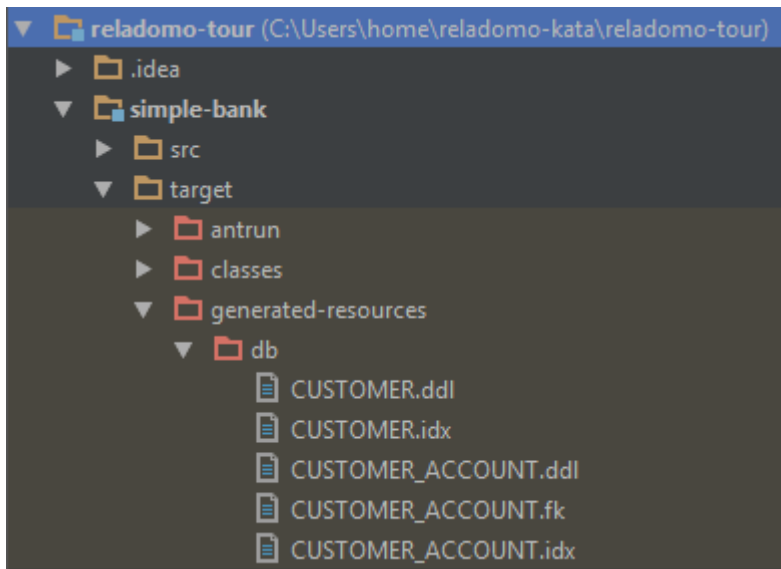 reladomo-tour (C:\Users\home\reladomo-kata\reladomo-tour)
.idea
simple-bank
src
target
antrun
classes
generated-resources
db
CUSTOMER.ddl
CUSTOMER.idx
CUSTOMER_ACCOUNT.ddl
CUSTOMER_ACCOUNT.fk
CUSTOMER_ACCOUNT.idx